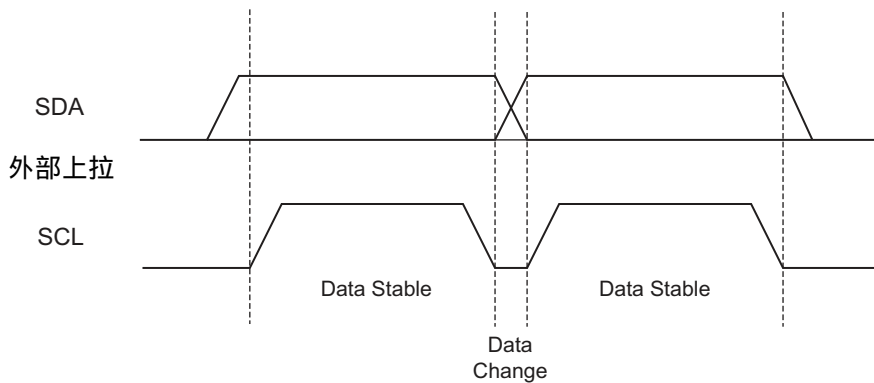 SDA
外部上拉
SCL
Data Stable
Data Stable
Data
Change